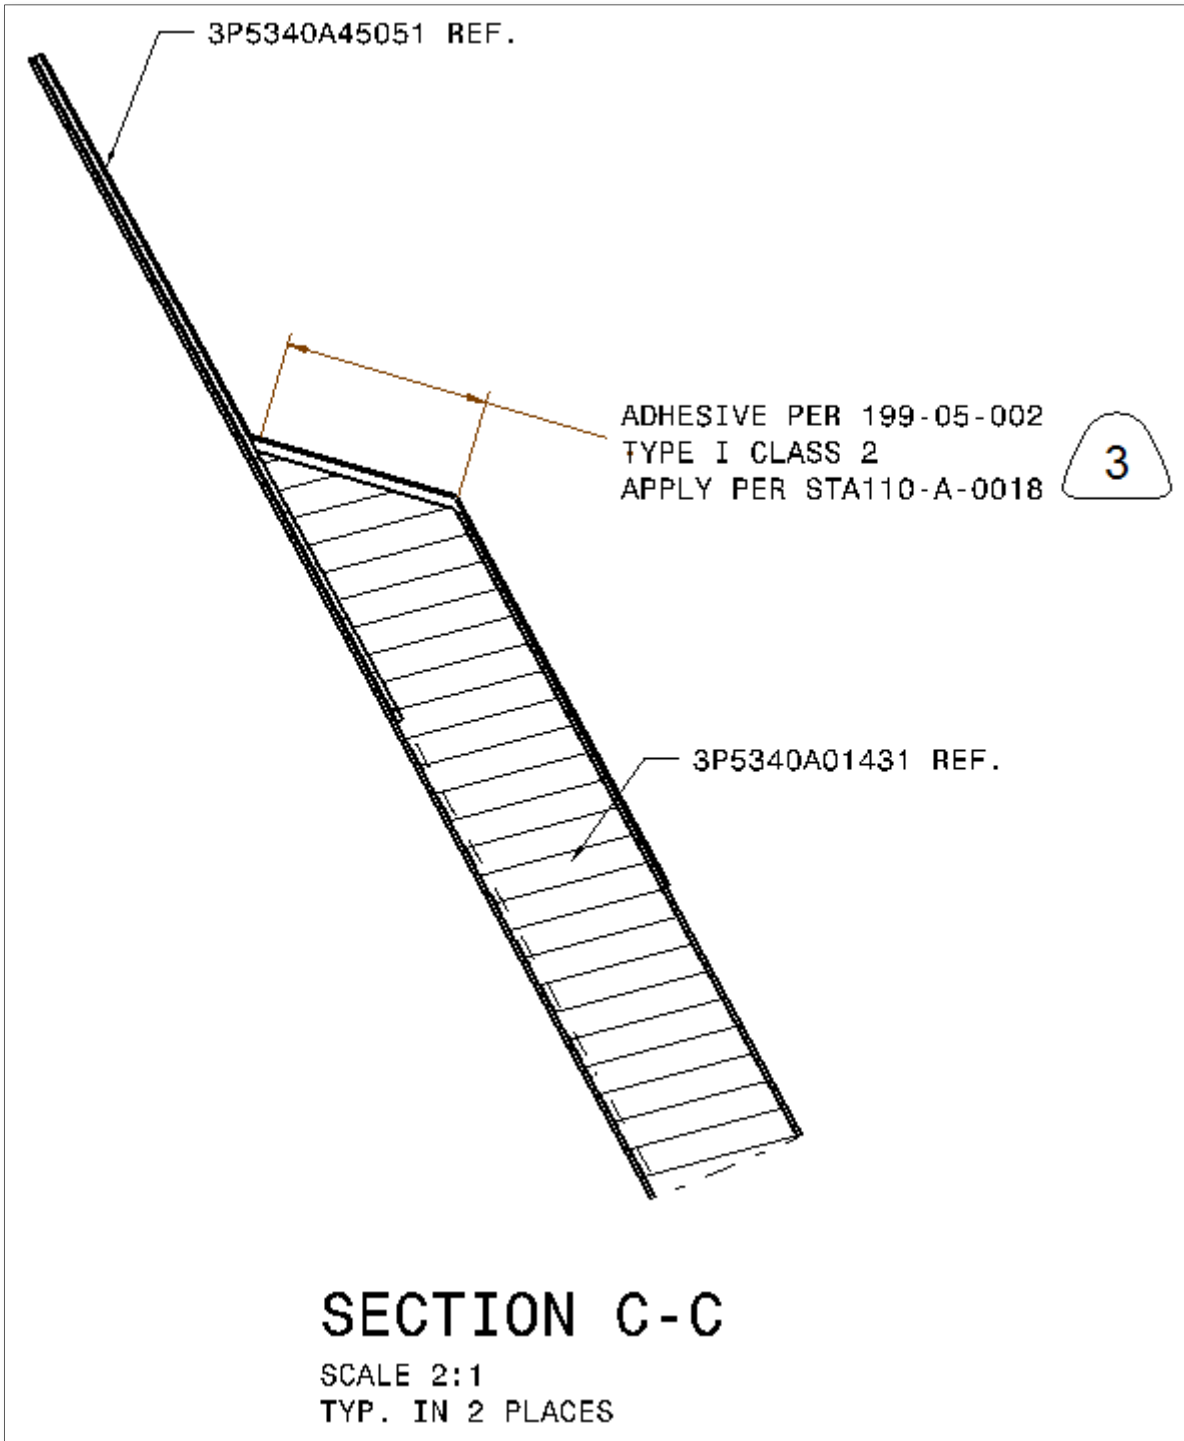 3P5340A45051 REF.
ADHESIVE PER 199-05-002
TYPE I CLASS 2
APPLY PER STA110-A-0018
3
3P5340A01431 REF.
SECTION C-C
SCALE 2:1
TYP. IN 2 PLACES